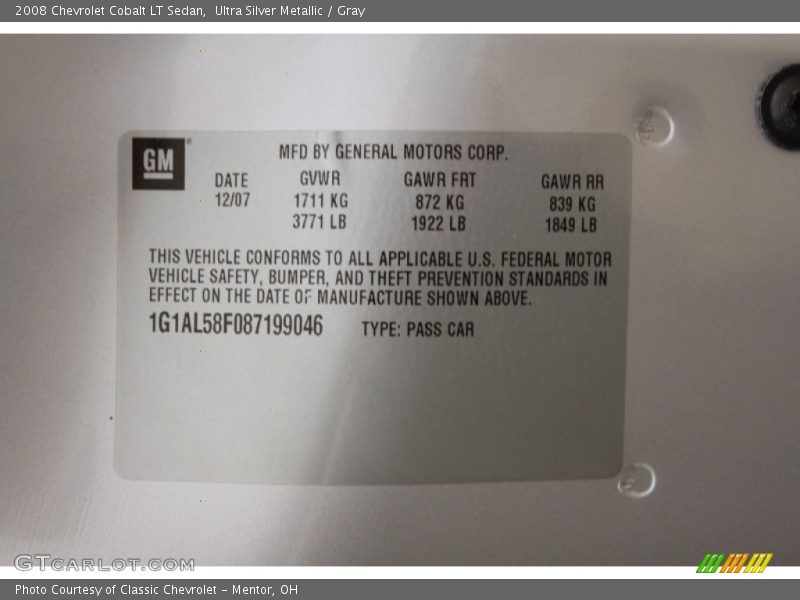 2008 Chevrolet Cobalt LT Sedan,  Ultra Silver Metallic / Gray
GM
MFD BY GENERAL MOTORS CORP.
DATE GVWR GAWR FRT GAWR RR
12/07 1711 KG 872 KG 839 KG
3771 LB 1922 LB 1849 LB
THIS VEHICLE CONFORMS TO ALL APPLICABLE U.S. FEDERAL MOTOR
VEHICLE SAFETY, BUMPER, AND THEFT PREVENTION STANDARDS IN
EFFECT ON THE DATE OF MANUFACTURE SHOWN ABOVE.
1G1AL58F087199046 TYPE: PASS CAR
GTCARLOT.COM
Photo Courtesy of Classic Chevrolet - Mentor, OH